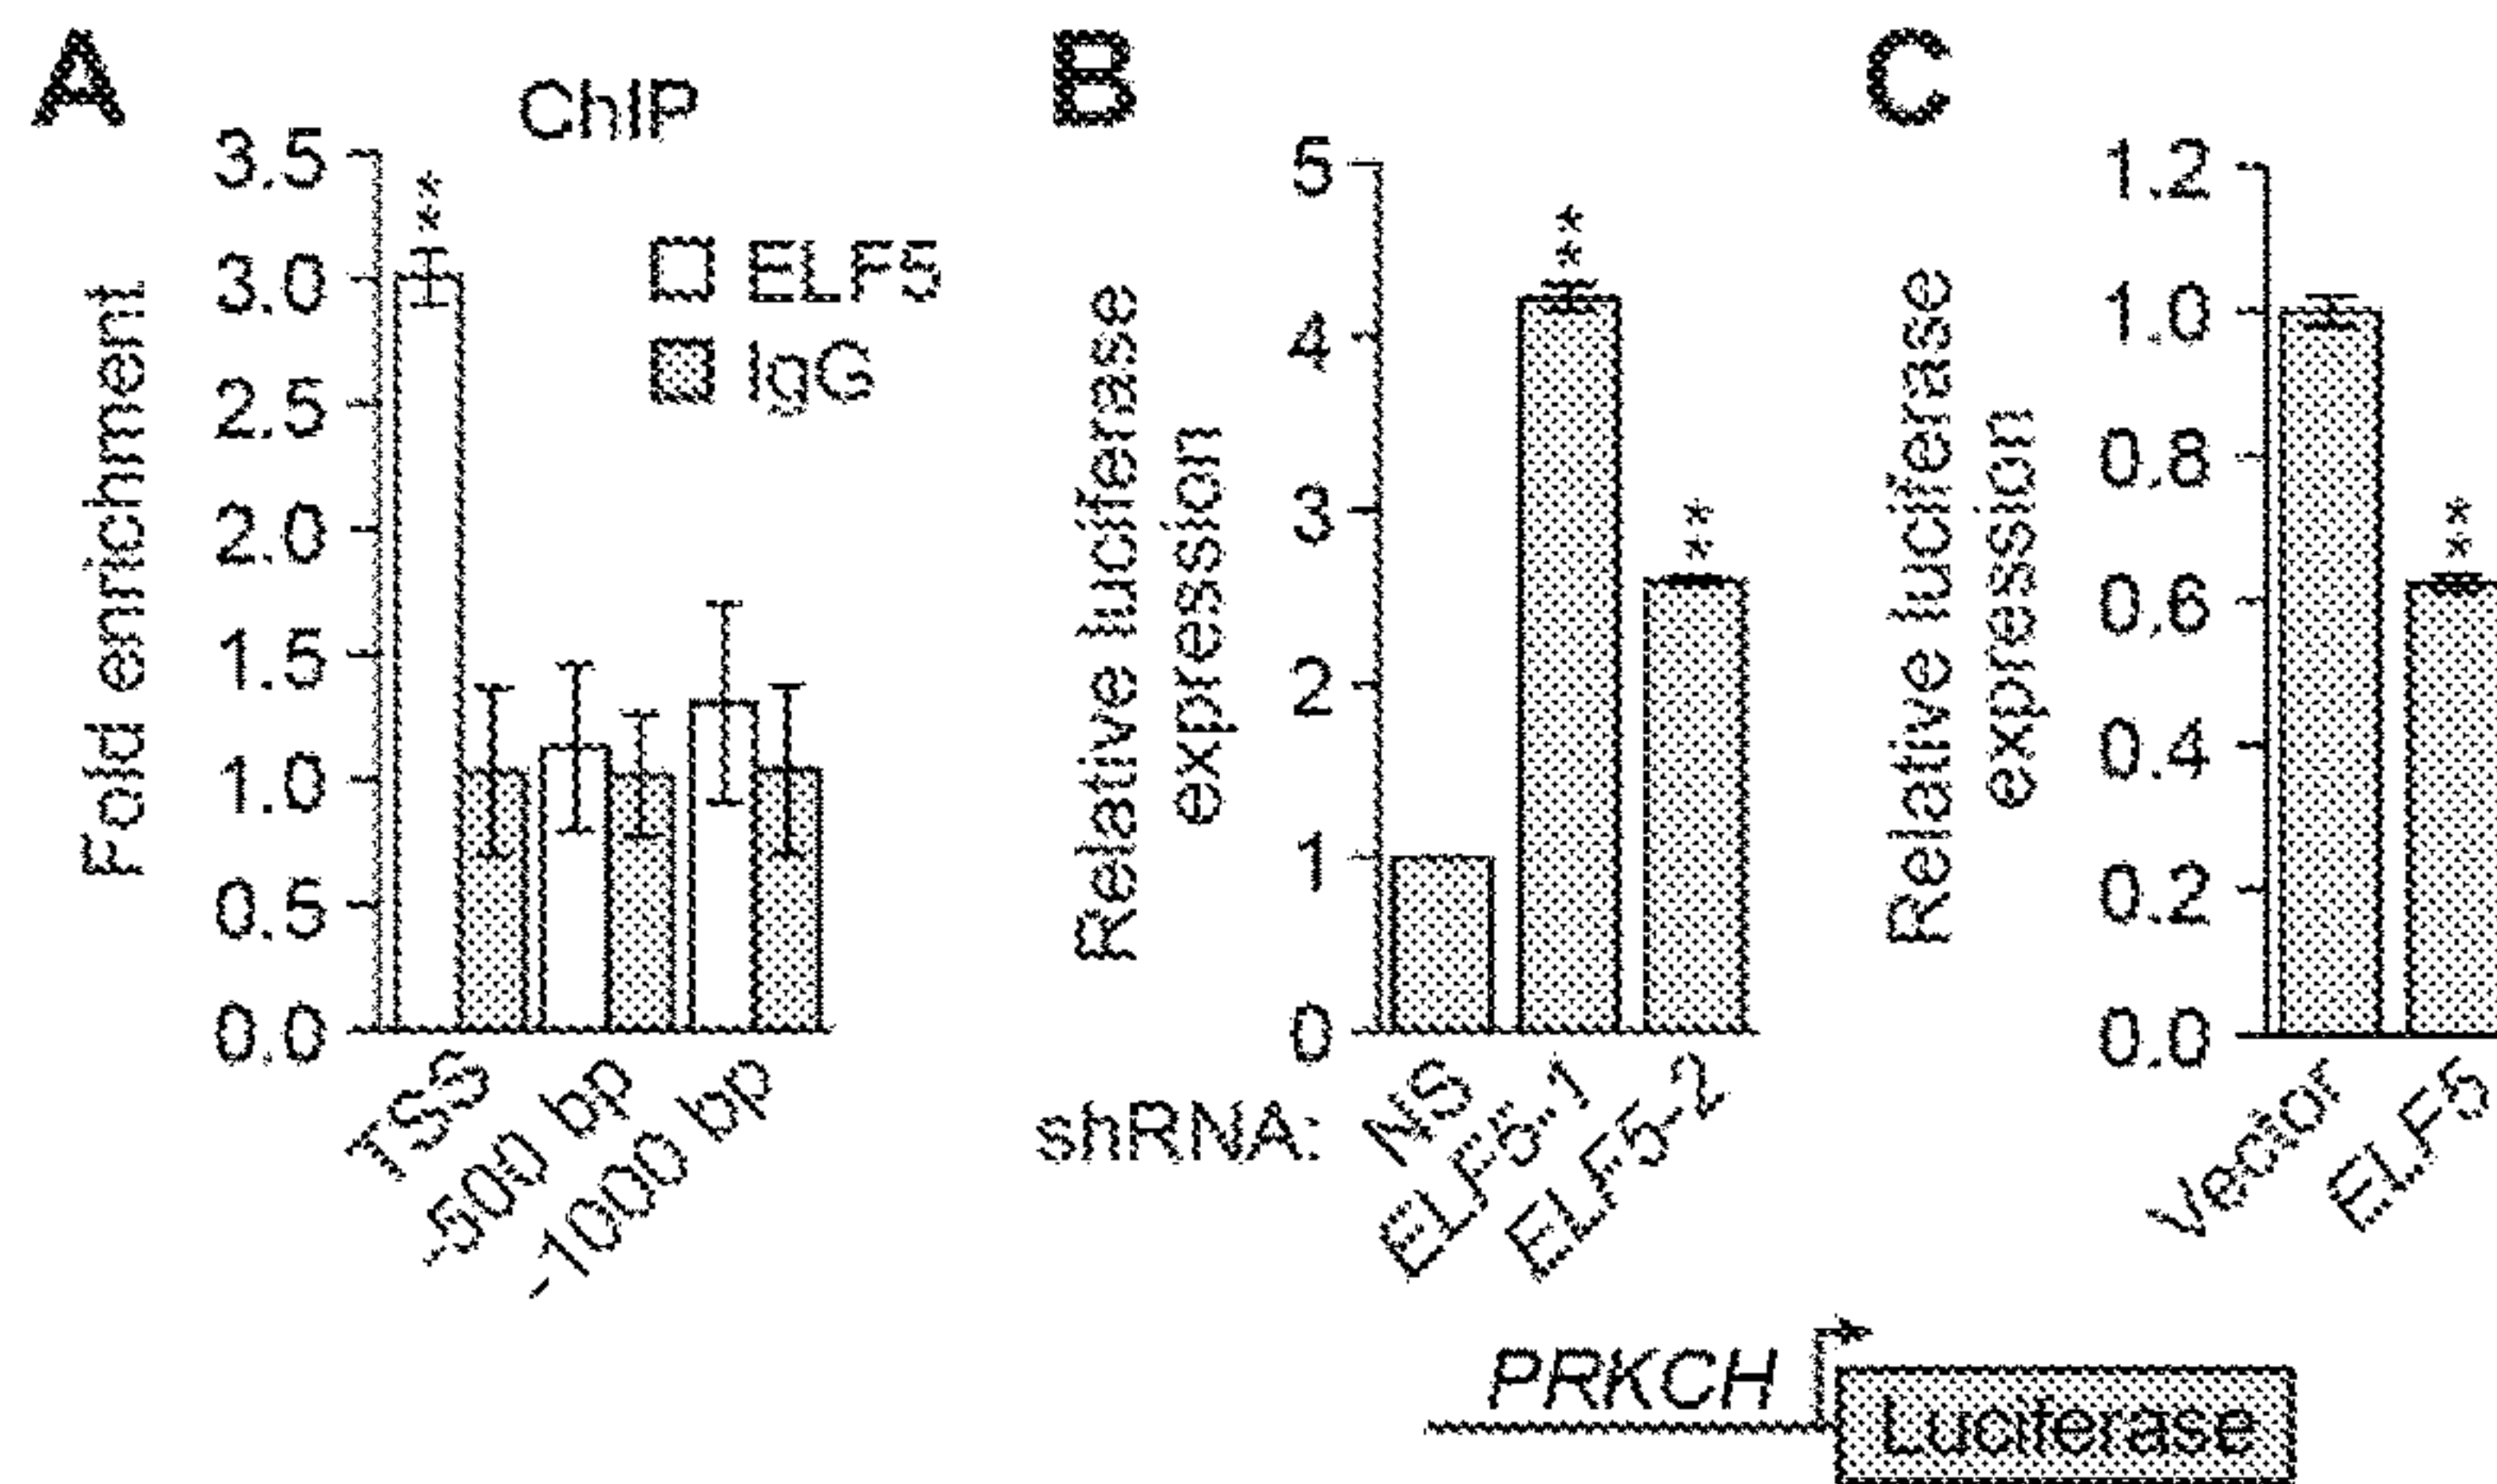 A
ChIP
3.5
3.0
2.5
2.0
1.5
1.0
0.5
0.0
Fold enrichment
**
ELF5
IgG
TSS
-500 bp
-1000 bp
B
5
4
3
2
1
0
Relative luciferase
expression
**
**
shRNA:
NS
ELF5-1
ELF5-2
C
1.2
1.0
0.8
0.6
0.4
0.2
0.0
Relative luciferase
expression
**
Vector
ELF5
PRKCH
Luciferase